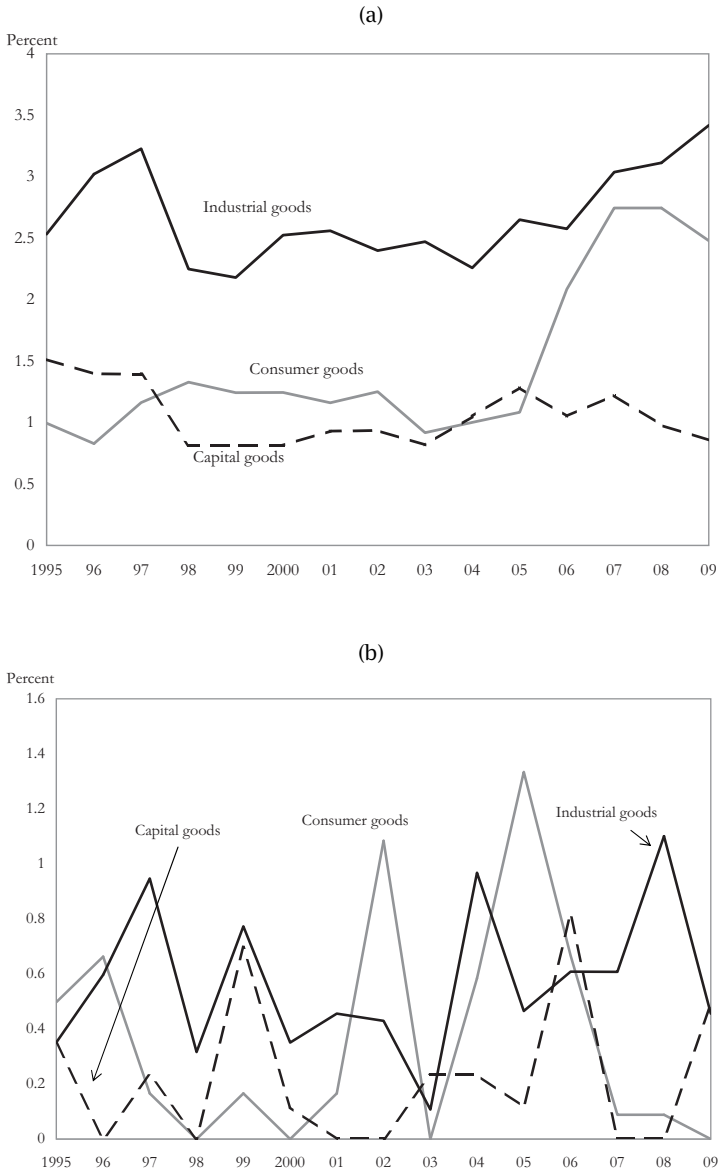 (a)
Percent
4
3.5
3
Industrial goods
2.5
2
1.5
Consumer goods
1
Capital goods
0.5
0
1995 96 97 98 99 2000 01 02 03 04 05 06 07 08 09
(b)
Percent
1.6
1.4
1.2
Capital goods Consumer goods Industrial goods
1
0.8
0.6
0.4
0.2
0
1995 96 97 98 99 2000 01 02 03 04 05 06 07 08 09